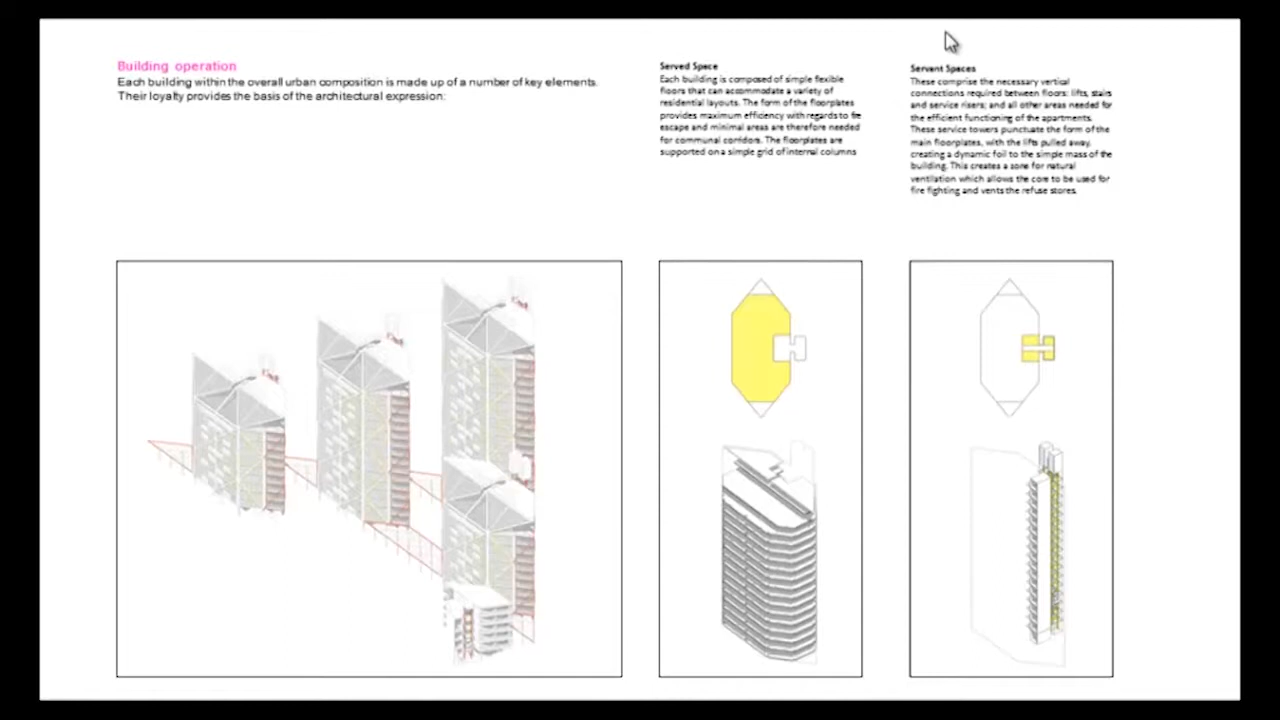 Building operation
Each building within the overall urban composition is made up of a number of key elements.
Their loyalty provides the basis of the architectural expression:
Served Space
Each building is composed of simple flexible
floors that can accommodate a variety of
residential layouts. The form of the floorplates
provides maximum efficiency with regards to fire
escape and minimal areas are therefore needed
for communal corridors. The floorplates are
supported on a simple grid of internal columns
Servant Spaces
These comprise the necessary vertical
connections required between floors: lifts, stairs
and service risers; and all other areas needed for
the efficient functioning of the apartments.
These service towers punctuate the form of the
main floorplates, with the lifts pulled away,
creating a dynamic foil to the simple mass of the
building. This creates a zone for natural
ventilation which allows the core to be used for
fire fighting and vents the refuse stores.